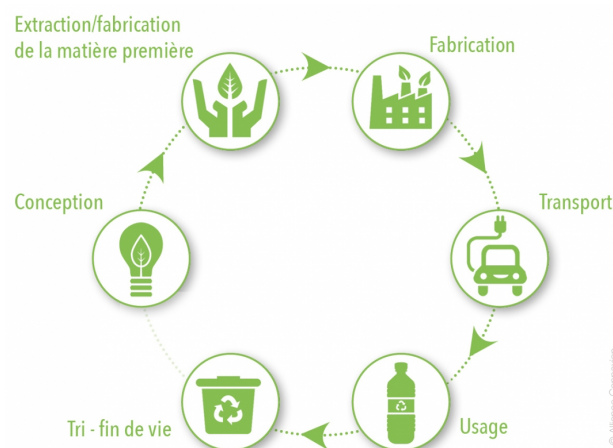 Extraction/fabrication
de la matière première
Fabrication
Conception
Transport
Tri - fin de vie
Usage